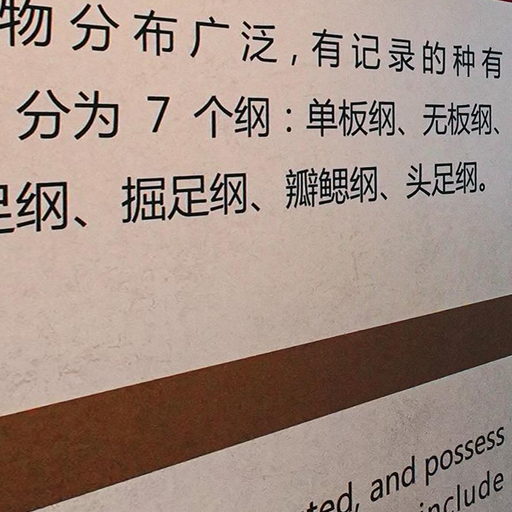 物分布广泛,有记录的种有
分为 7 个纲:单板纲、无板纲、
足纲、掘足纲、瓣鳃纲、头足纲。
and possess
include